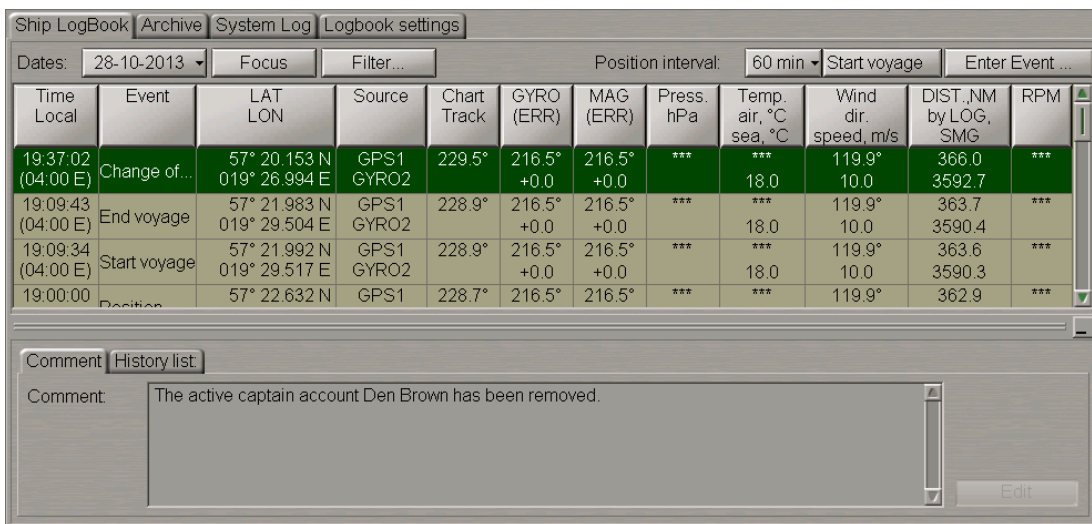 Ship LogBook Archive System Log Logbook settings
Dates: 28-10-2013 Focus Filter... Position interval: 60 min Start voyage Enter Event ...
Time Event LAT Source Chart GYRO MAG Press. Temp. Wind DIST.,NM RPM
Local LON Track (ERR) (ERR) hPa air, °C dir. by LOG,
sea, °C speed, m/s SMG
19:37:02 Change of... 57° 20.153 N GPS1 229.5° 216.5° 216.5° *** *** 119.9° 366.0 ***
(04:00 E) 019° 26.994 E GYRO2 +0.0 +0.0 18.0 10.0 3592.7
19:09:43 End voyage 57° 21.983 N GPS1 228.9° 216.5° 216.5° *** *** 119.9° 363.7 ***
(04:00 E) 019° 29.504 E GYRO2 +0.0 +0.0 18.0 10.0 3590.4
19:09:34 Start voyage 57° 21.992 N GPS1 228.9° 216.5° 216.5° *** *** 119.9° 363.6 ***
(04:00 E) 019° 29.517 E GYRO2 +0.0 +0.0 18.0 10.0 3590.3
19:00:00 Position 57° 22.632 N GPS1 228.7° 216.5° 216.5° *** *** 119.9° 362.9 ***
Comment History list:
Comment: The active captain account Den Brown has been removed.
Edit